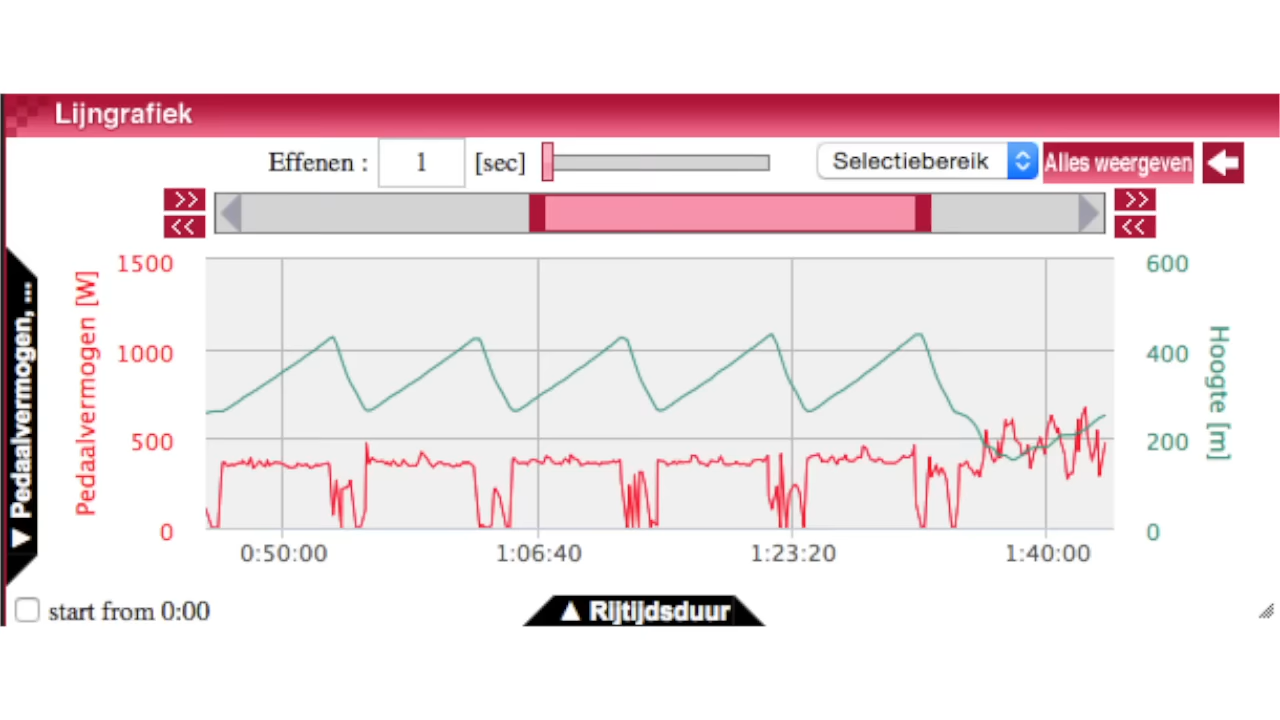 Lijngrafiek
Effenen : 1 [sec] Selectiebereik Alles weergeven
>> >>
<< <<
1500 600
1000 400
500 200
0 0
Pedaalvermogen [W]
Hoogte [m]
▼ Pedaalvermogen, ...
0:50:00 1:06:40 1:23:20 1:40:00
start from 0:00 ▲ Rijtijdsduur